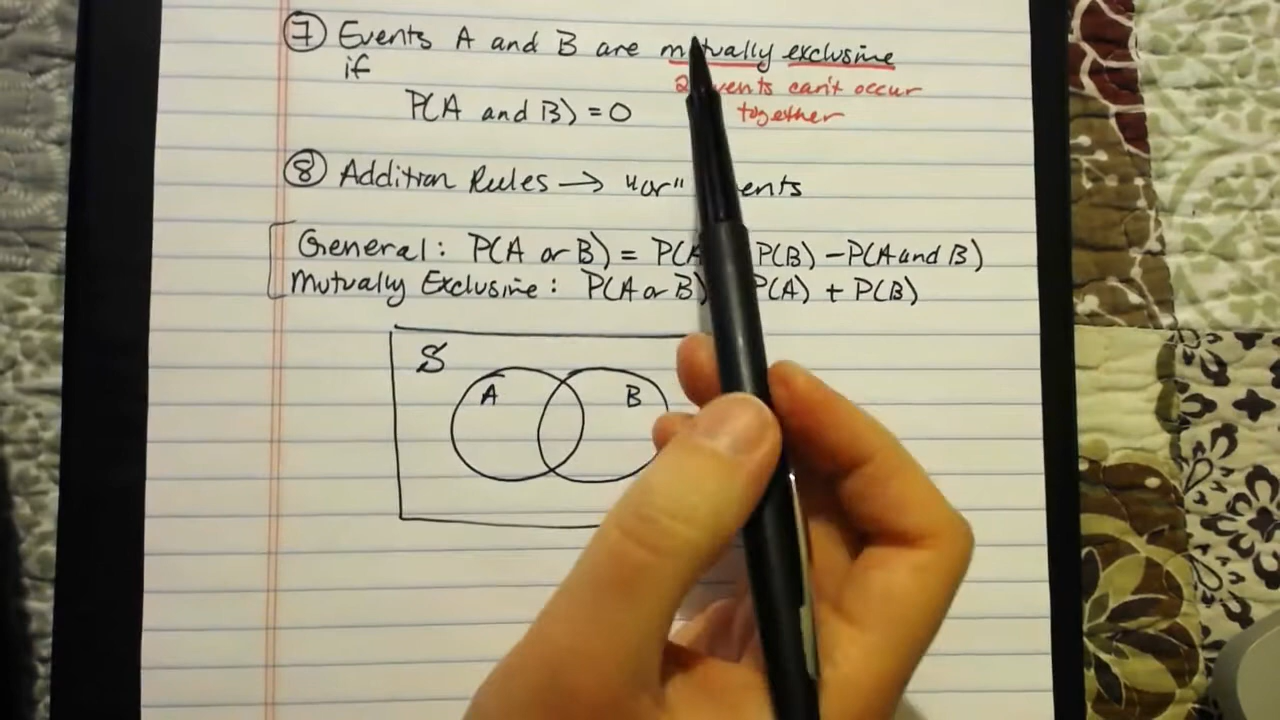 ⑦ Events A and B are mutually exclusive
if
2 events can't occur
P(A and B) = 0
together
⑧ Addition Rules → "or" events
General: P(A or B) = P(A) P(B) - P(A and B)
Mutually Exclusive: P(A or B) P(A) + P(B)
S
A B